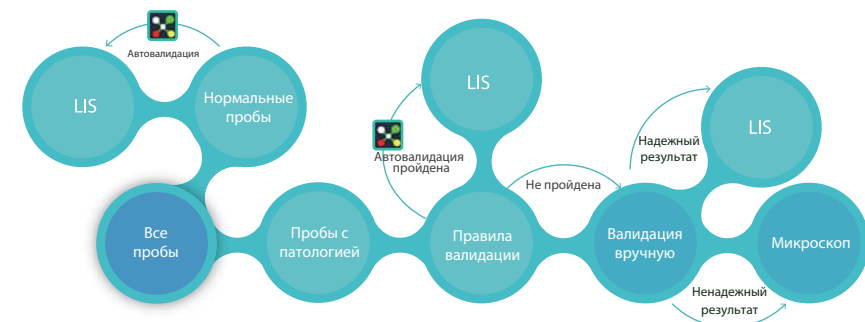 Автовалидация
LIS
Нормальные
пробы
LIS
Автовалидация
пройдена
LIS
Надежный
результат
Не пройдена
Все
пробы
Пробы с
патологией
Правила
валидации
Валидация
вручную
Микроскоп
Ненадежный
результат